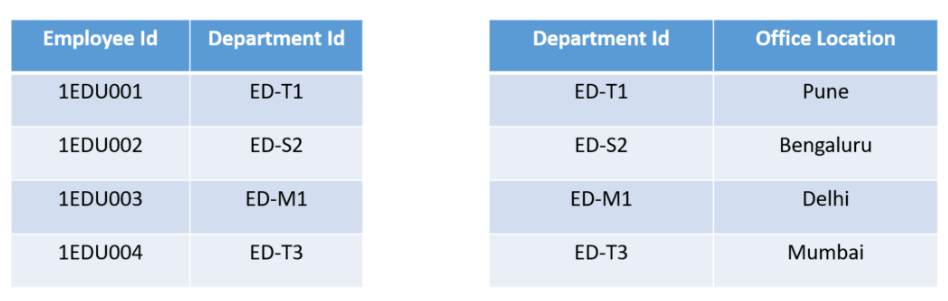 Employee Id Department Id
1EDU001 ED-T1
1EDU002 ED-S2
1EDU003 ED-M1
1EDU004 ED-T3
Department Id Office Location
ED-T1 Pune
ED-S2 Bengaluru
ED-M1 Delhi
ED-T3 Mumbai